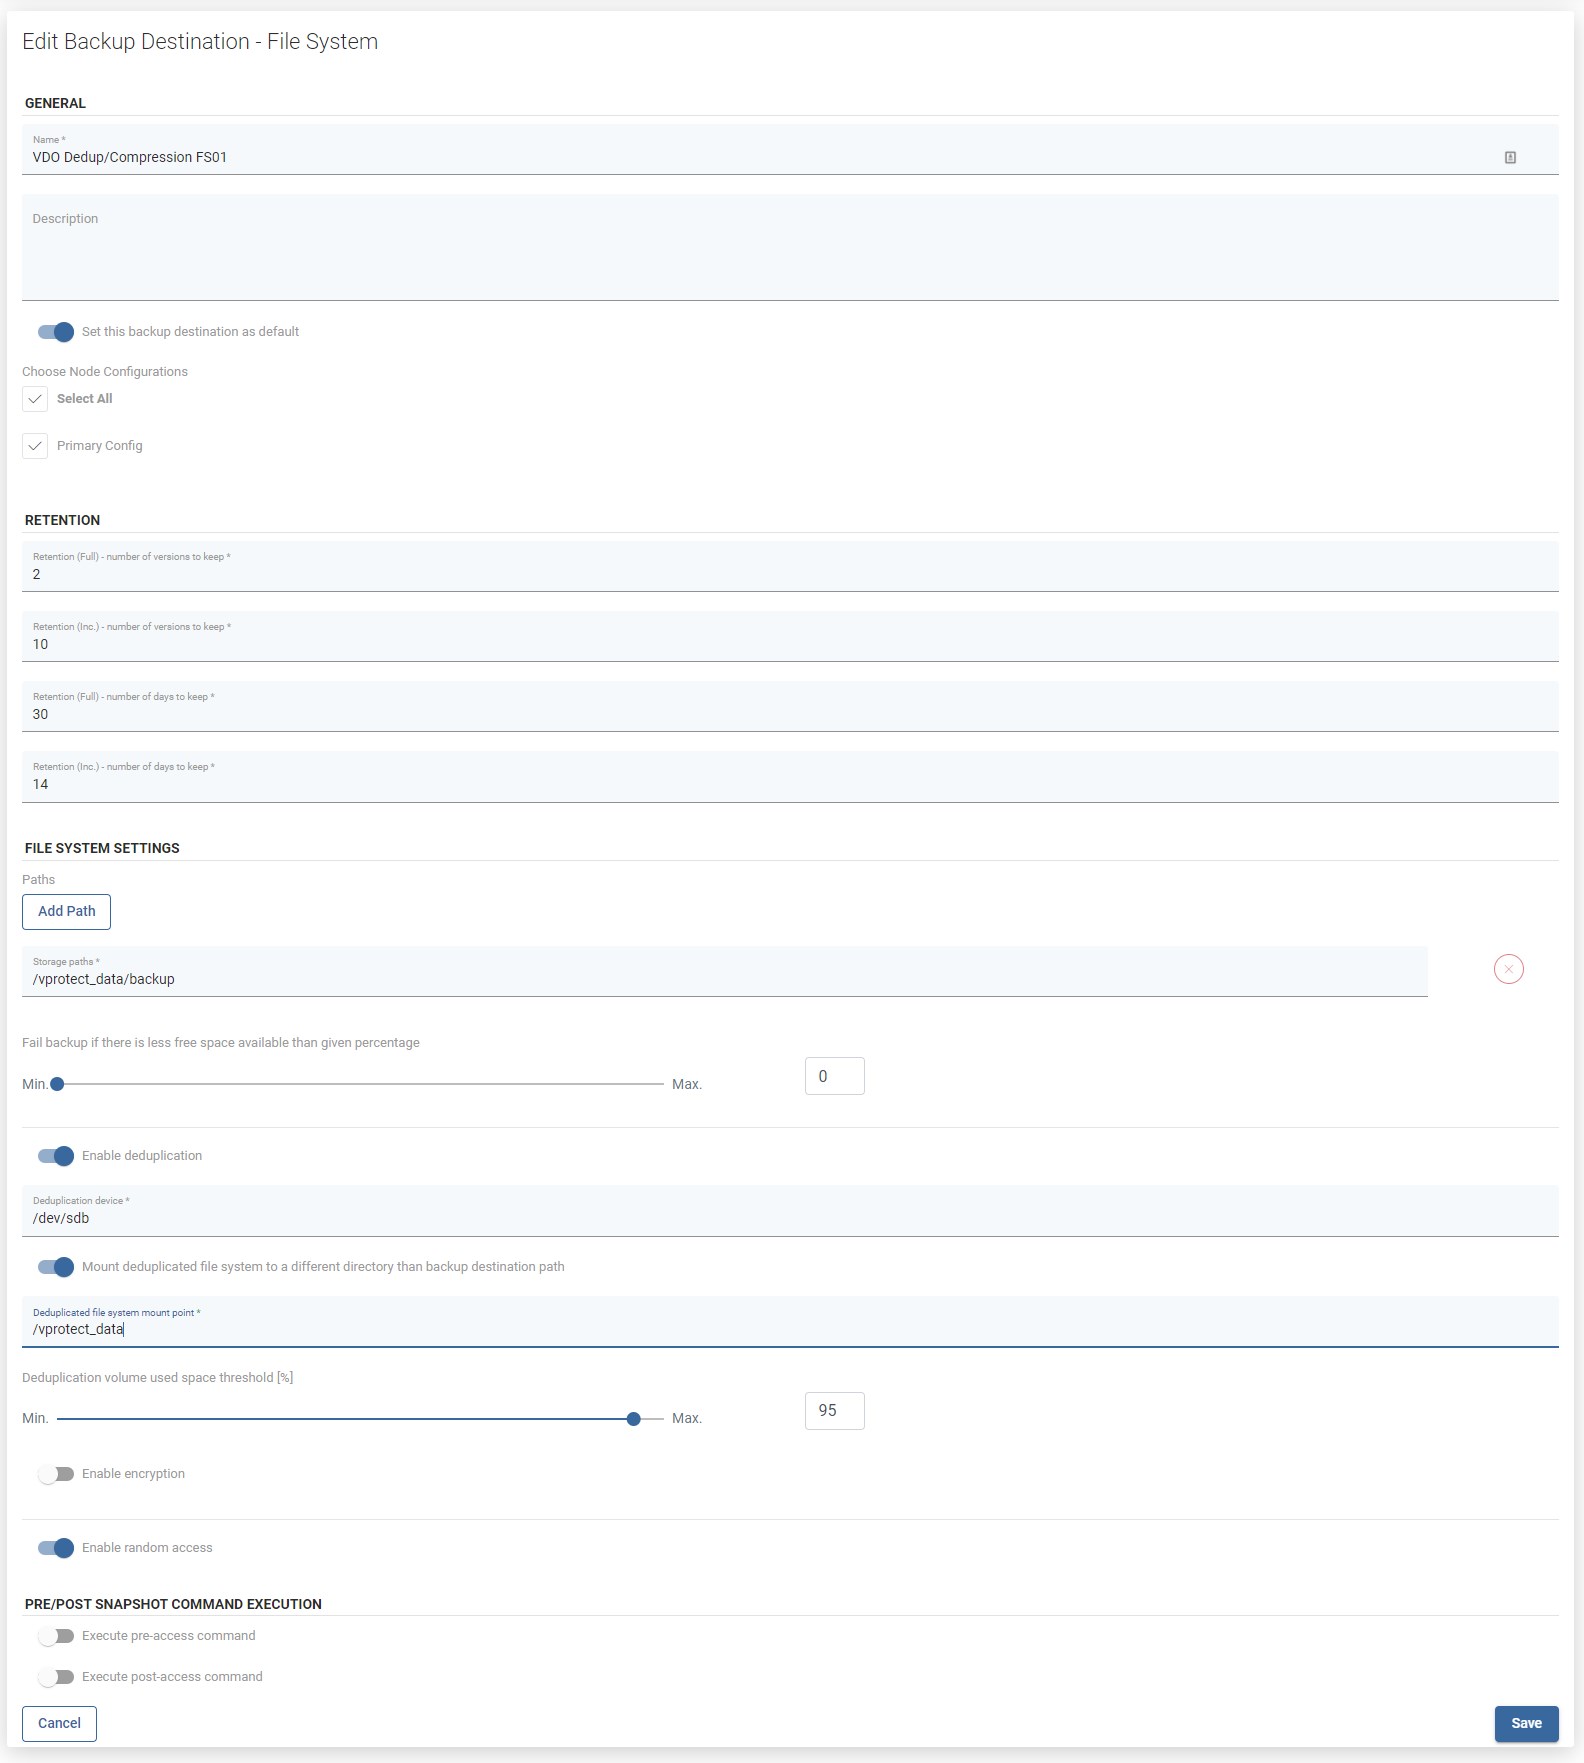 Edit Backup Destination - File System
GENERAL
Name *
VDO Dedup/Compression FS01
Description
Set this backup destination as default
Choose Node Configurations
Select All
Primary Config
RETENTION
Retention (Full) - number of versions to keep *
2
Retention (Inc.) - number of versions to keep *
10
Retention (Full) - number of days to keep *
30
Retention (Inc.) - number of days to keep *
14
FILE SYSTEM SETTINGS
Paths
Add Path
Storage paths *
/vprotect_data/backup
Fail backup if there is less free space available than given percentage
Min. Max. 0
Enable deduplication
Deduplication device *
/dev/sdb
Mount deduplicated file system to a different directory than backup destination path
Deduplicated file system mount point *
/vprotect_data
Deduplication volume used space threshold [%]
Min. Max. 95
Enable encryption
Enable random access
PRE/POST SNAPSHOT COMMAND EXECUTION
Execute pre-access command
Execute post-access command
Cancel Save